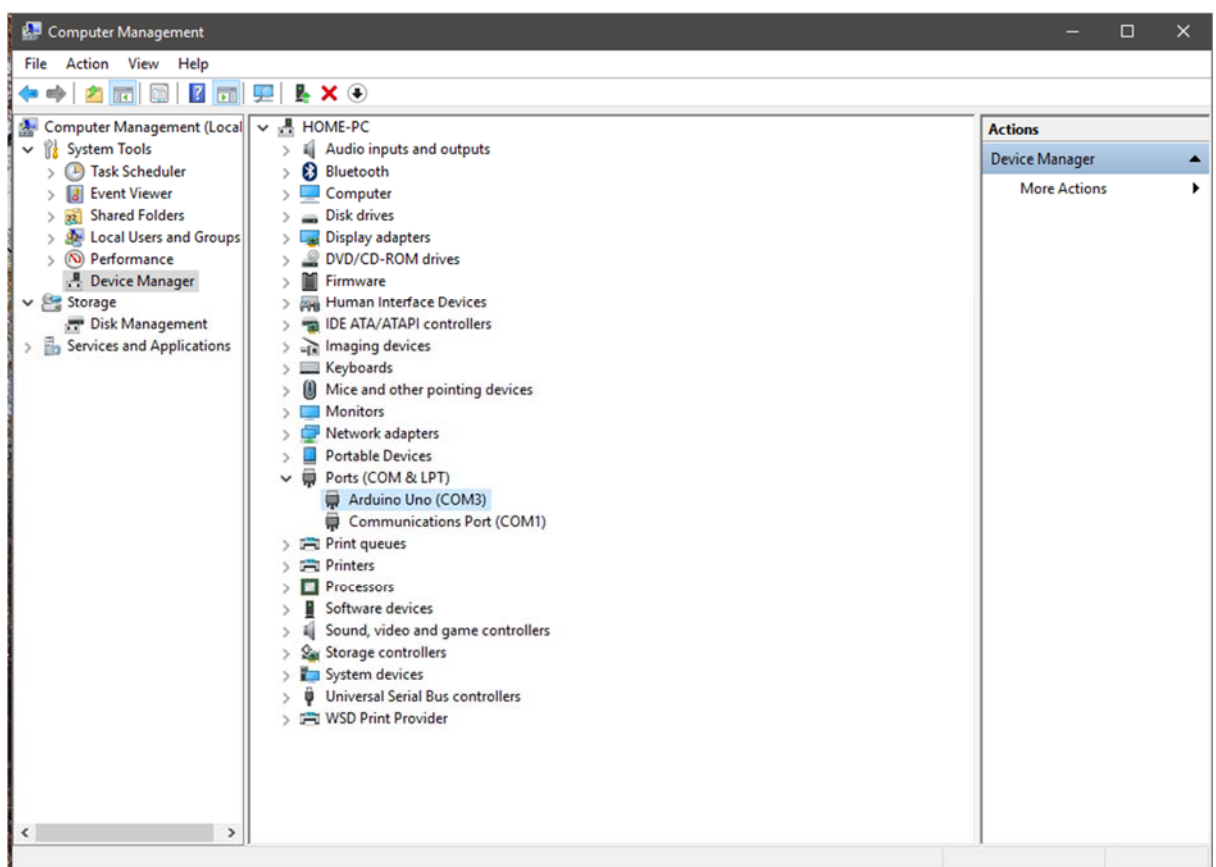 Computer Management
File Action View Help
Computer Management (Local
System Tools
Task Scheduler
Event Viewer
Shared Folders
Local Users and Groups
Performance
Device Manager
Storage
Disk Management
Services and Applications
HOME-PC
Audio inputs and outputs
Bluetooth
Computer
Disk drives
Display adapters
DVD/CD-ROM drives
Firmware
Human Interface Devices
IDE ATA/ATAPI controllers
Imaging devices
Keyboards
Mice and other pointing devices
Monitors
Network adapters
Portable Devices
Ports (COM & LPT)
Arduino Uno (COM3)
Communications Port (COM1)
Print queues
Printers
Processors
Software devices
Sound, video and game controllers
Storage controllers
System devices
Universal Serial Bus controllers
WSD Print Provider
Actions
Device Manager
More Actions